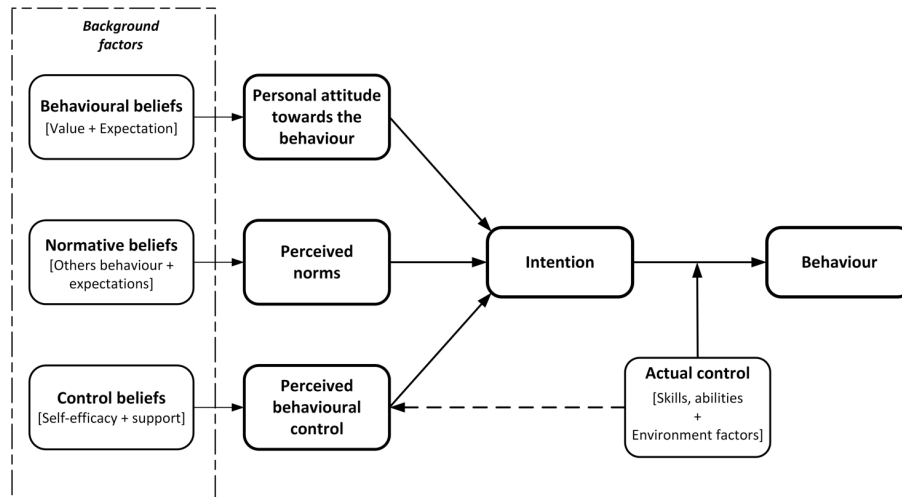 Background
factors
Behavioural beliefs
[Value + Expectation]
Personal attitude
towards the
behaviour
Normative beliefs
[Others behaviour +
expectations]
Perceived
norms
Intention
Behaviour
Control beliefs
[Self-efficacy + support]
Perceived
behavioural
control
Actual control
[Skills, abilities
+
Environment factors]